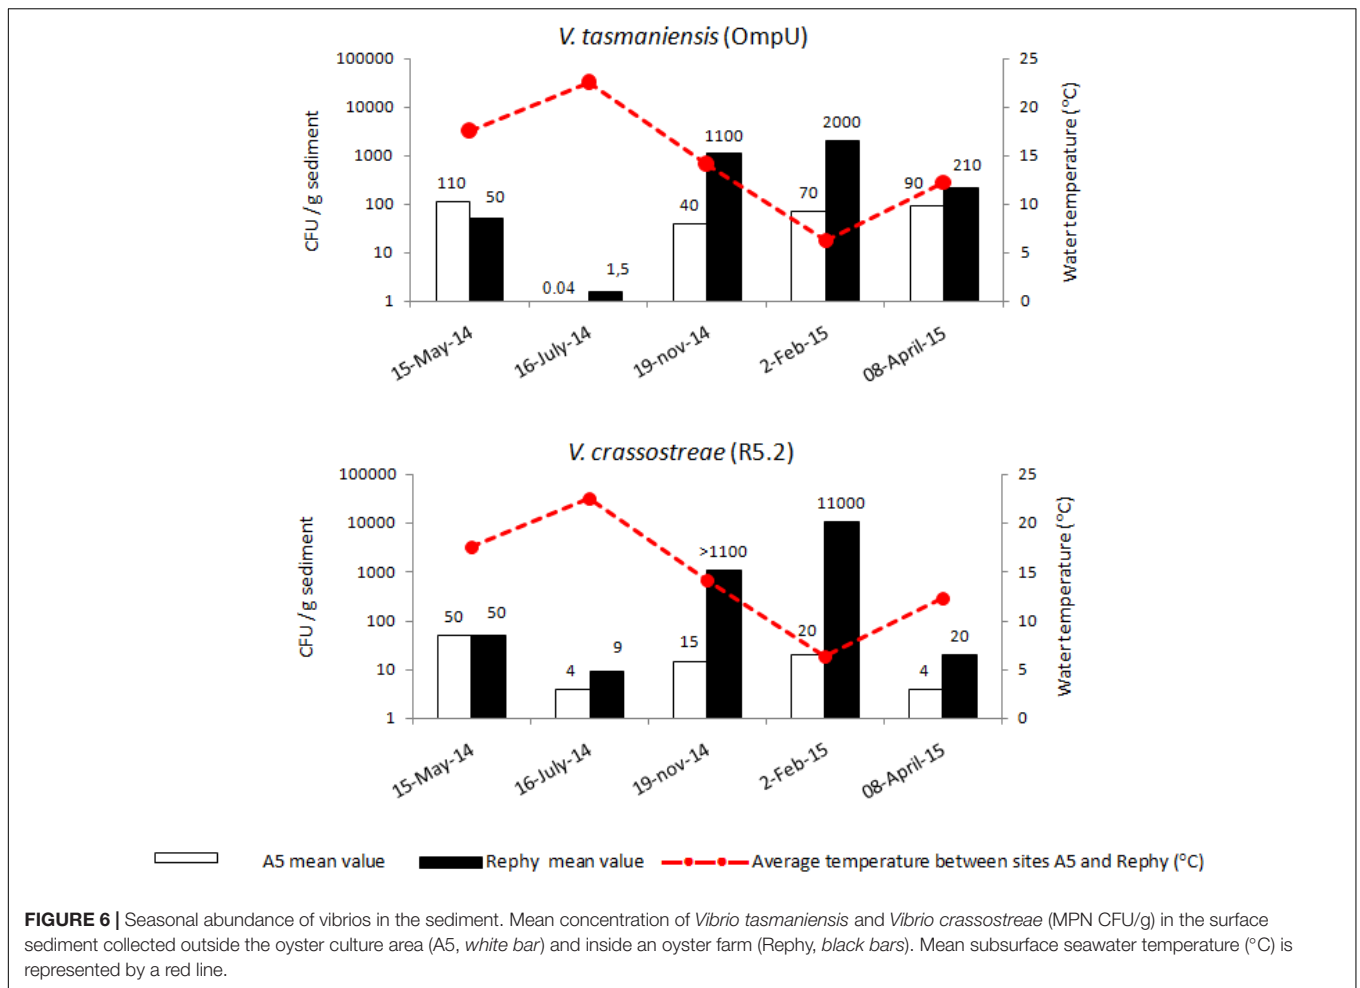 V. tasmaniensis (OmpU)
100000
10000
1000
100
10
1
CFU /g sediment
25
20
15
10
5
0
Water temperature (°C)
110
50
0.04
1,5
40
1100
70
2000
90
210
15-May-14
16-July-14
19-nov-14
2-Feb-15
08-April-15
V. crassostreae (R5.2)
100000
10000
1000
100
10
1
CFU /g sediment
25
20
15
10
5
0
Water temperature (°C)
50
50
4
9
15
>1100
20
11000
4
20
15-May-14
16-July-14
19-nov-14
2-Feb-15
08-April-15
A5 mean value
Rephy mean value
Average temperature between sites A5 and Rephy (°C)
FIGURE 6 | Seasonal abundance of vibrios in the sediment. Mean concentration of Vibrio tasmaniensis and Vibrio crassostreae (MPN CFU/g) in the surface
sediment collected outside the oyster culture area (A5, white bar) and inside an oyster farm (Rephy, black bars). Mean subsurface seawater temperature (°C) is
represented by a red line.